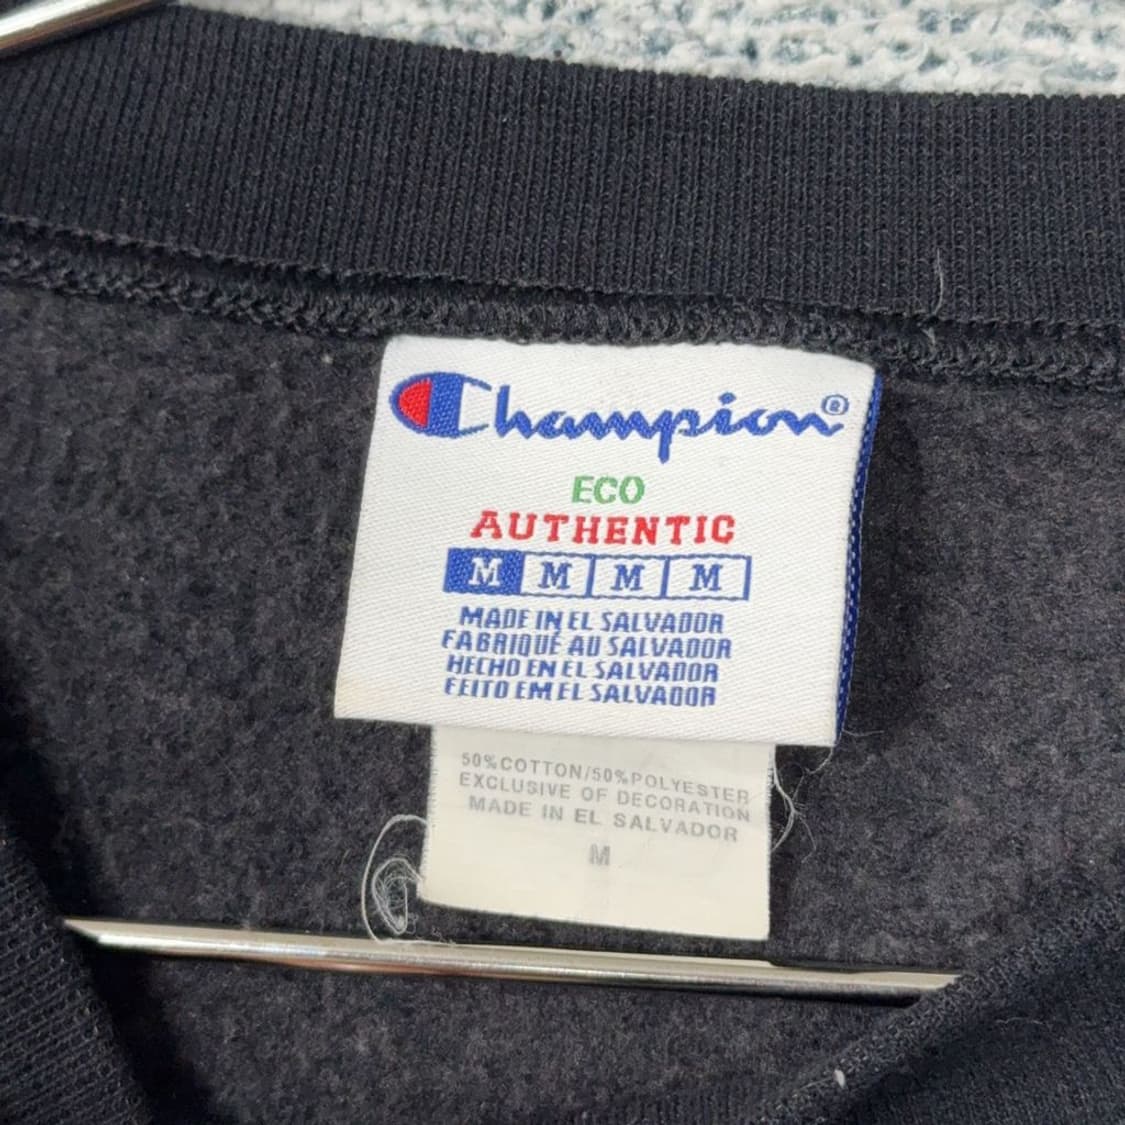 Champion®
ECO
AUTHENTIC
M M M M
MADE IN EL SALVADOR
FABRIQUÉ AU SALVADOR
HECHO EN EL SALVADOR
FEITO EM EL SALVADOR
50%COTTON/50%POLYESTER
EXCLUSIVE OF DECORATION
MADE IN EL SALVADOR
M